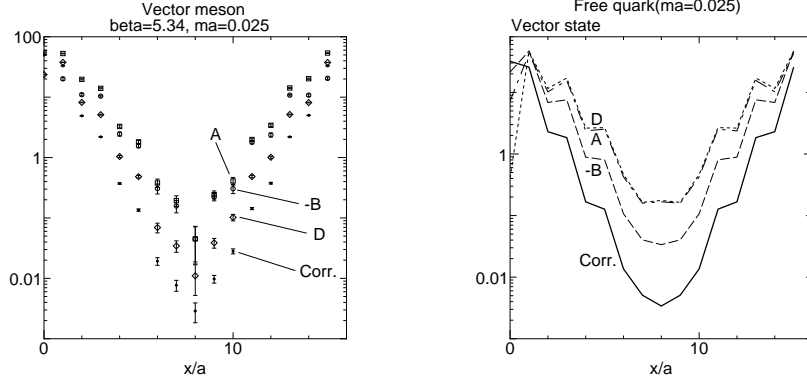 Vector meson
beta=5.34, ma=0.025
100
10
1
0.01
A
-B
D
Corr.
0
10
x/a
Free quark(ma=0.025)
Vector state
1
0.01
D
A
-B
Corr.
0
10
x/a